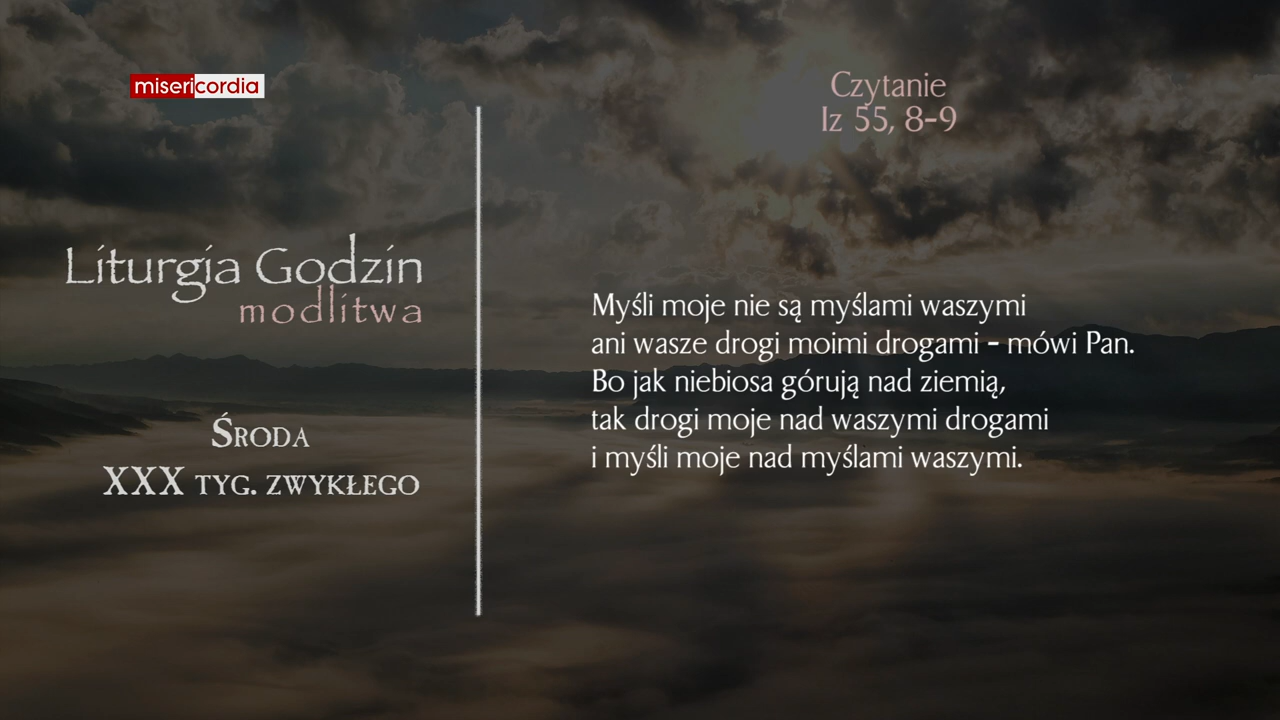 misericordia
Liturgia Godzin
modlitwa
Środa
XXX tyg. zwykłego
Czytanie
Iz 55, 8-9
Myśli moje nie są myślami waszymi
ani wasze drogi moimi drogami - mówi Pan.
Bo jak niebiosa górują nad ziemią,
tak drogi moje nad waszymi drogami
i myśli moje nad myślami waszymi.